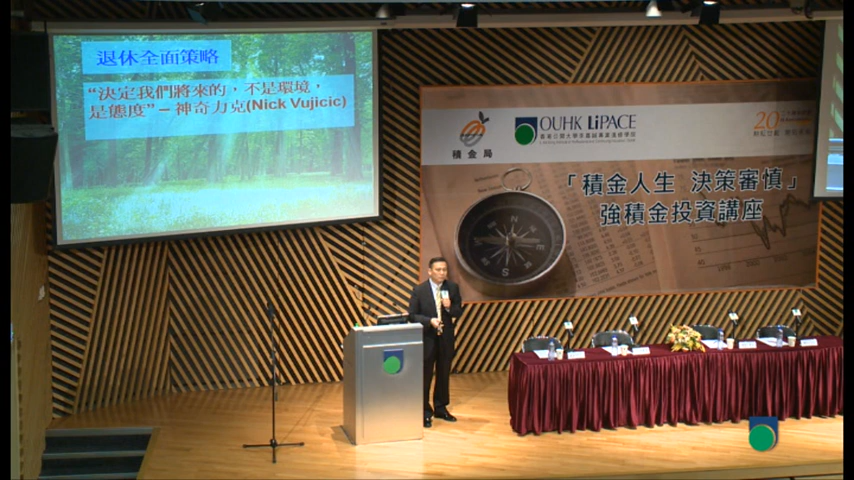 退休全面策略
“決定我們將來的，不是環境，
是態度” – 神奇力克(Nick Vujicic)
積金局
OUHK LiPACE
20
「積金人生 決策審慎」
強積金投資講座